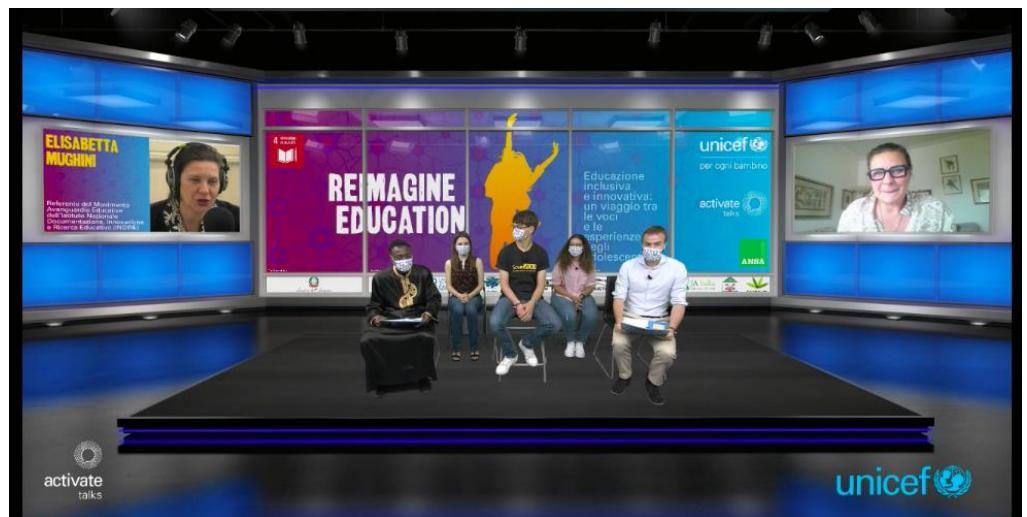 ELISABETTA
MUGHINI
Referente del Movimento
Avanguardie Educative
dell'Istituto Nazionale
Documentazione, Innovazione
e Ricerca Educativa (INDIRE)
4
REIMAGINE
EDUCATION
Educazione
inclusiva
e innovativa:
un viaggio tra
le voci
e le
esperienze
degli
adolescenti
unicef
per ogni bambino
activate
talks
ANSA
JA Italia
activate
talks
unicef